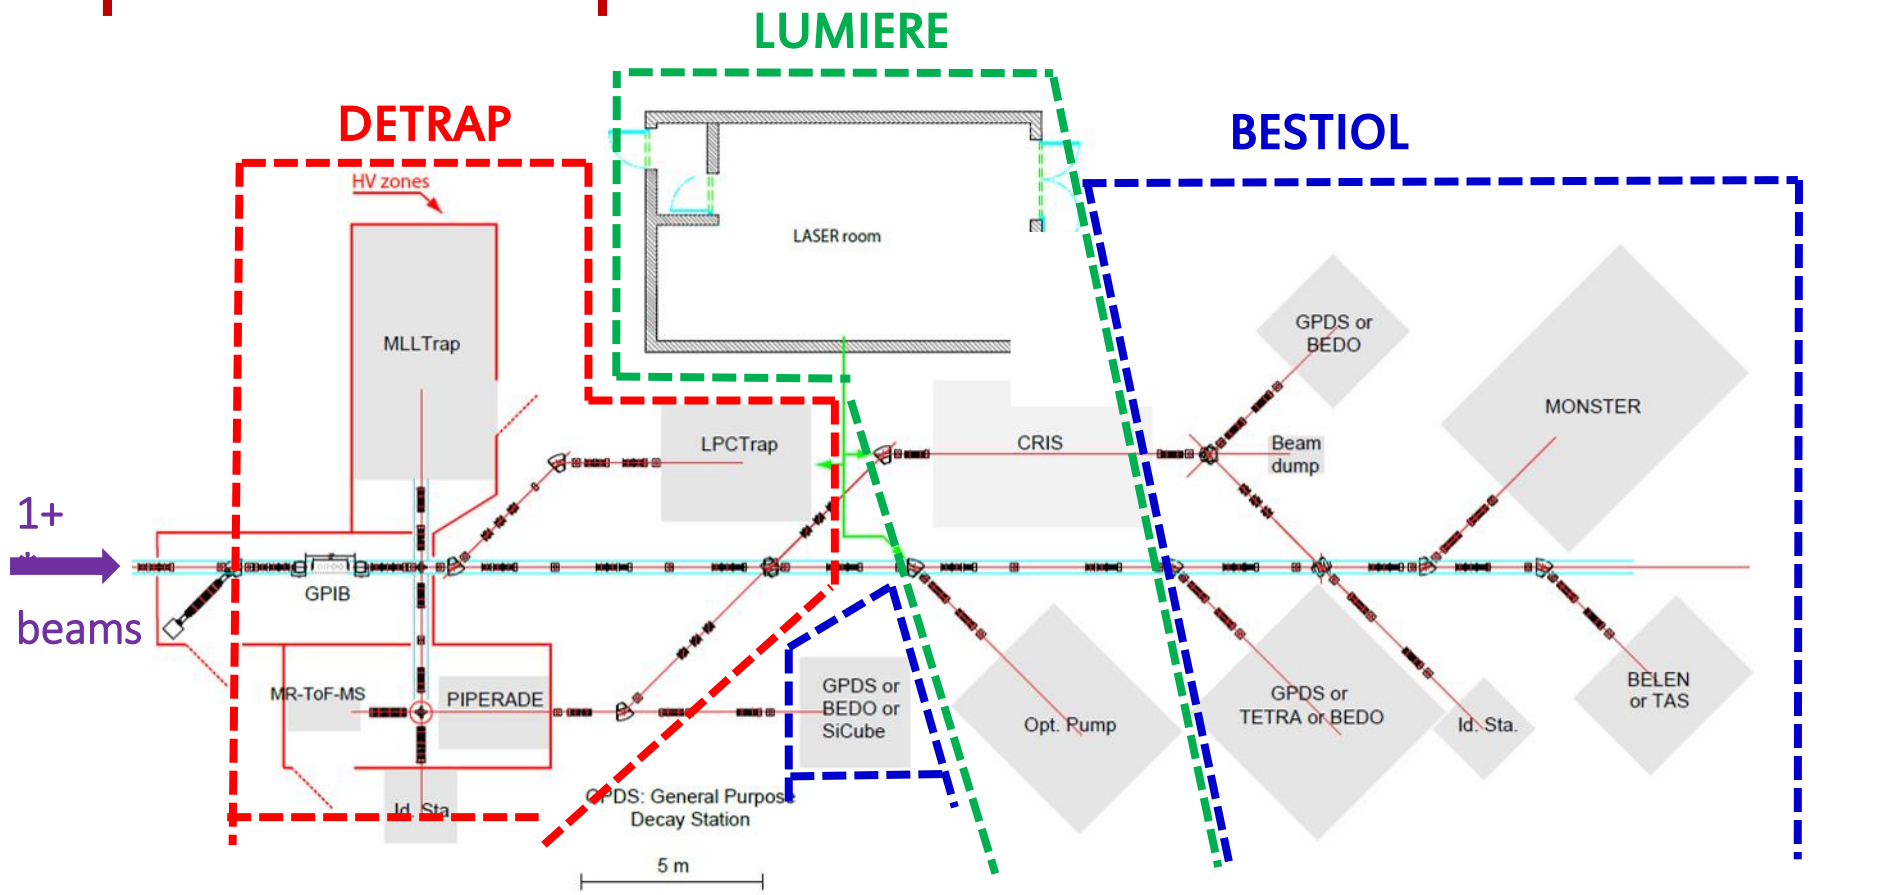 LUMIERE
DETRAP
BESTIOL
HV zones
LASER room
MLLTrap
GPDS or
BEDO
MONSTER
LPCTrap
CRIS
Beam
dump
1+
beams
GPIB
MR-ToF-MS
PIPERADE
GPDS or
BEDO or
SiCube
Opt. Pump
GPDS or
TETRA or BEDO
Id. Sta.
BELEN
or TAS
Id. Sta
GPDS: General Purpose
Decay Station
5 m